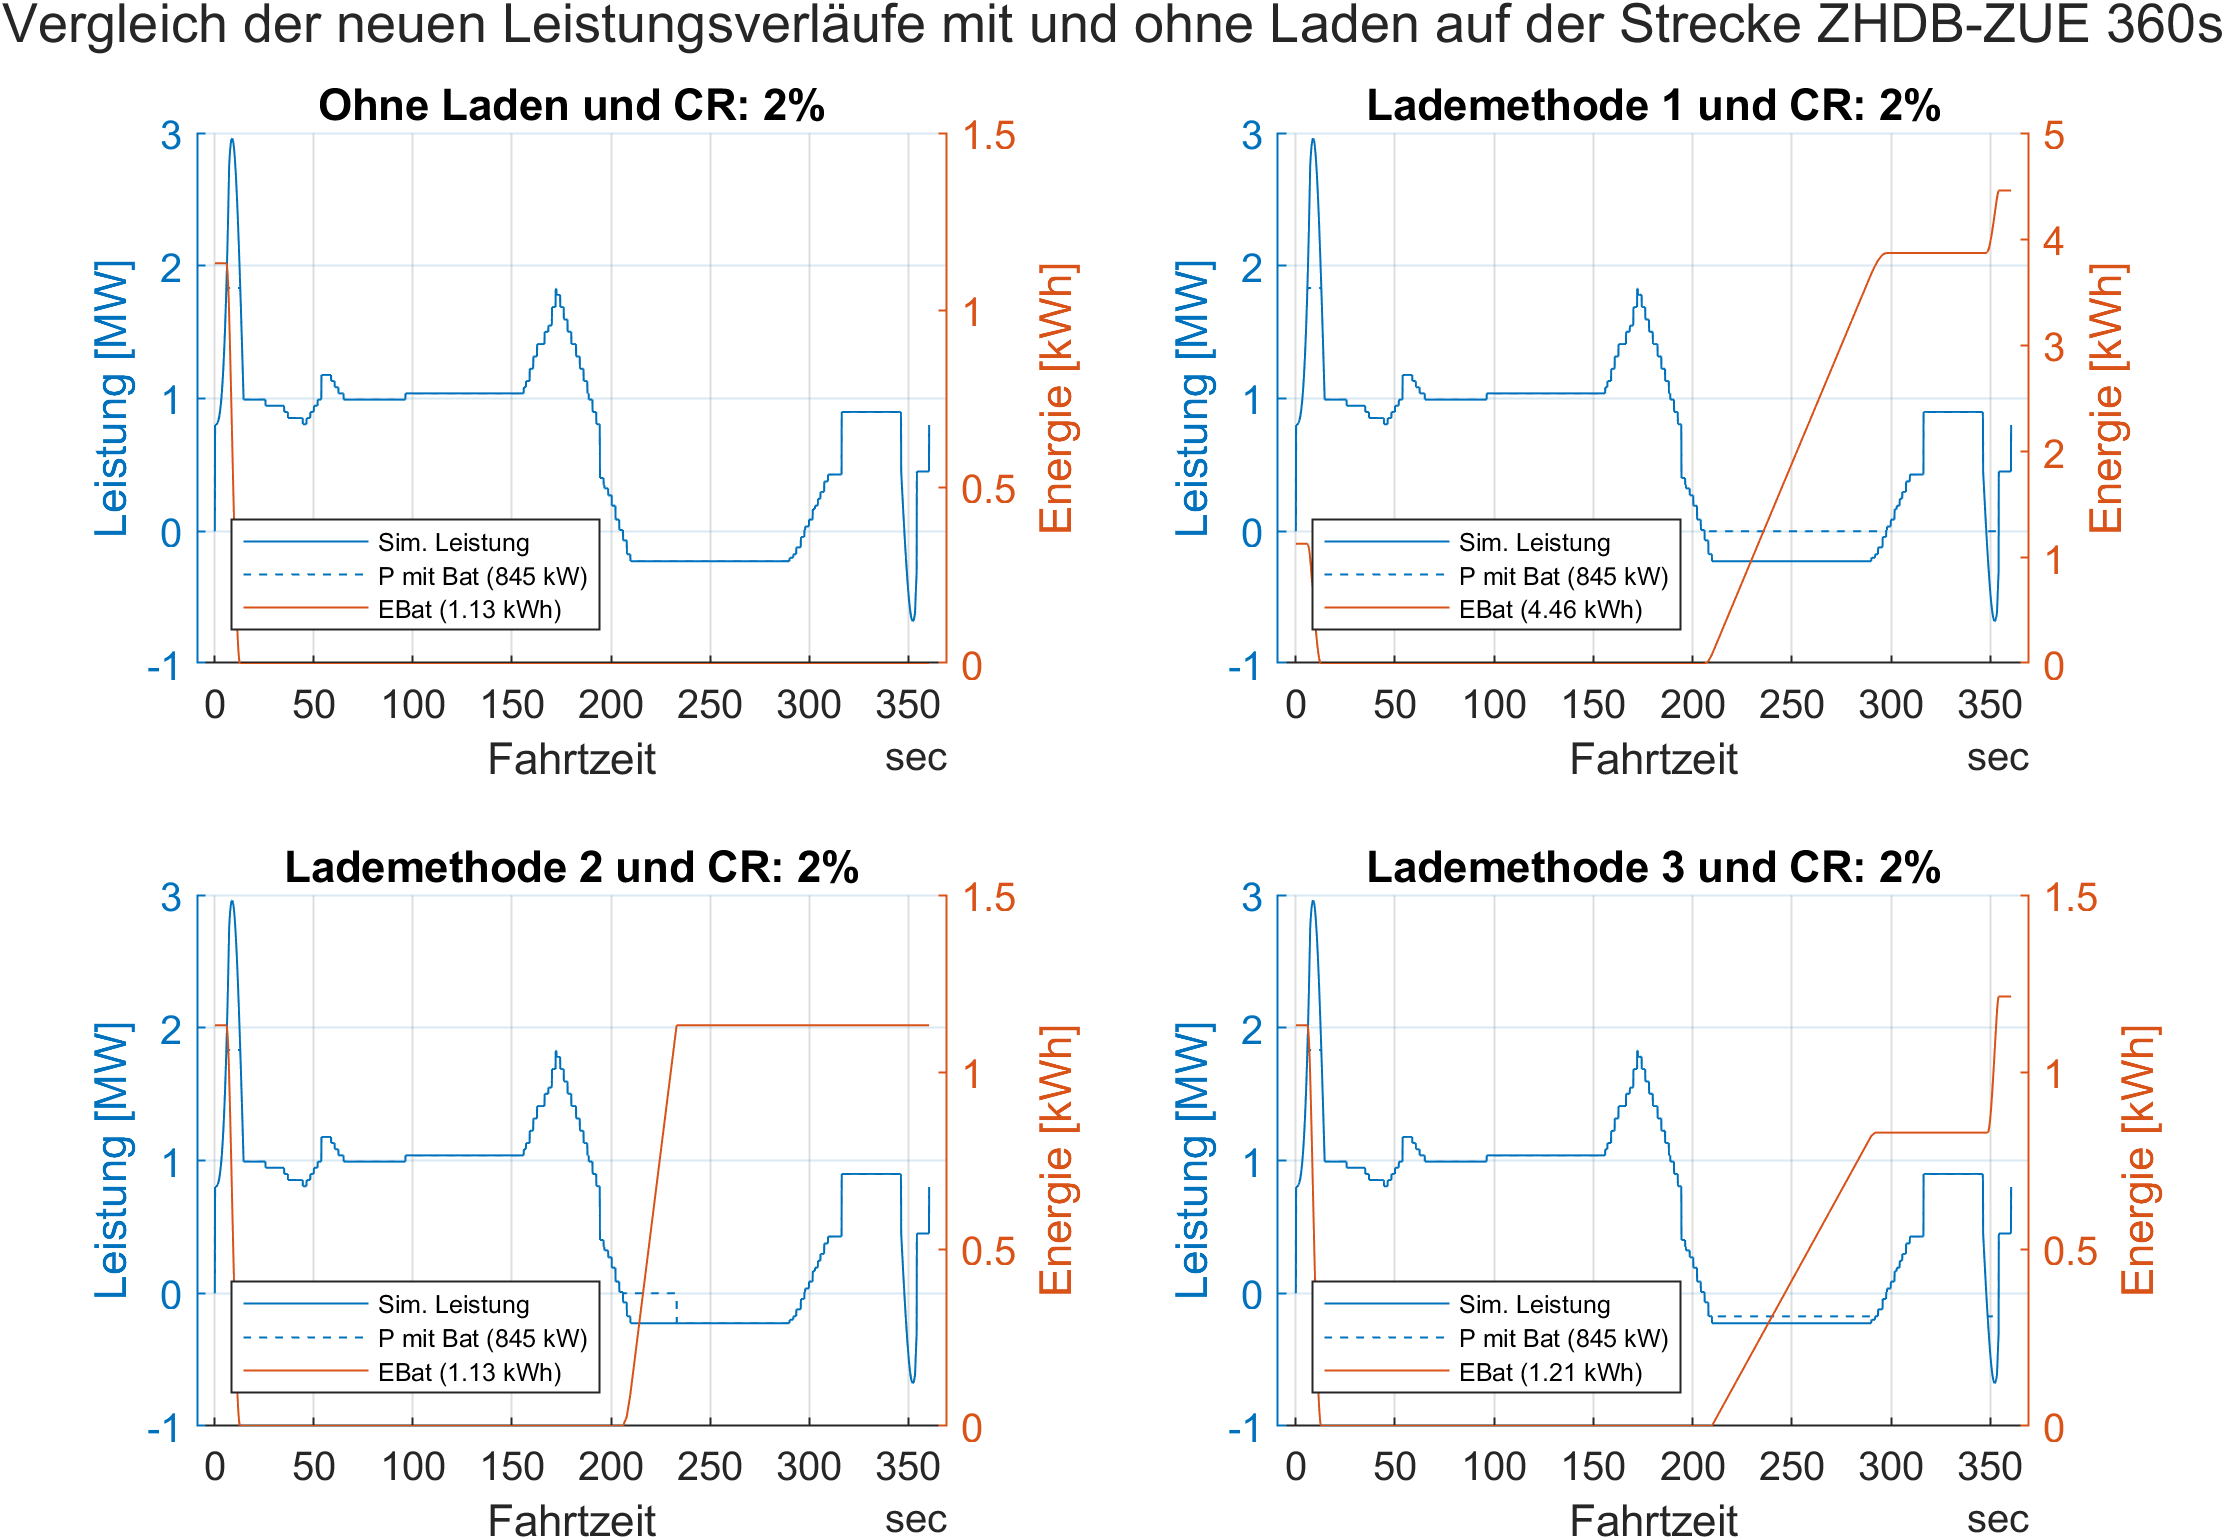 Vergleich der neuen Leistungsverläufe mit und ohne Laden auf der Strecke ZHDB-ZUE 360s
Ohne Laden und CR: 2%
3
2
1
0
-1
Leistung [MW]
1.5
1
0.5
0
Energie [kWh]
Sim. Leistung
P mit Bat (845 kW)
EBat (1.13 kWh)
0 50 100 150 200 250 300 350
Fahrtzeit sec
Lademethode 1 und CR: 2%
3
2
1
0
-1
Leistung [MW]
5
4
3
2
1
0
Energie [kWh]
Sim. Leistung
P mit Bat (845 kW)
EBat (4.46 kWh)
0 50 100 150 200 250 300 350
Fahrtzeit sec
Lademethode 2 und CR: 2%
3
2
1
0
-1
Leistung [MW]
1.5
1
0.5
0
Energie [kWh]
Sim. Leistung
P mit Bat (845 kW)
EBat (1.13 kWh)
0 50 100 150 200 250 300 350
Fahrtzeit sec
Lademethode 3 und CR: 2%
3
2
1
0
-1
Leistung [MW]
1.5
1
0.5
0
Energie [kWh]
Sim. Leistung
P mit Bat (845 kW)
EBat (1.21 kWh)
0 50 100 150 200 250 300 350
Fahrtzeit sec